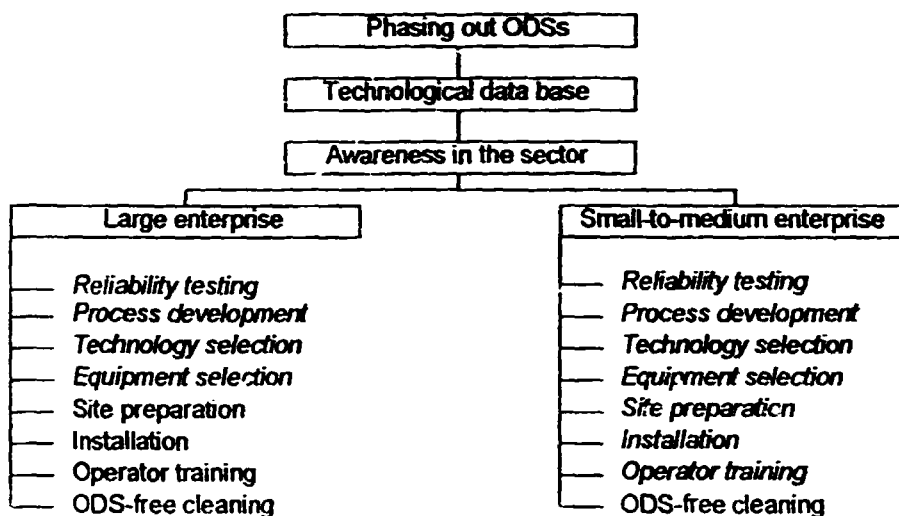 Phasing out ODSs
Technological data base
Awareness in the sector
Large enterprise
Reliability testing
Process development
Technology selection
Equipment selection
Site preparation
Installation
Operator training
ODS-free cleaning
Small-to-medium enterprise
Reliability testing
Process development
Technology selection
Equipment selection
Site preparation
Installation
Operator training
ODS-free cleaning